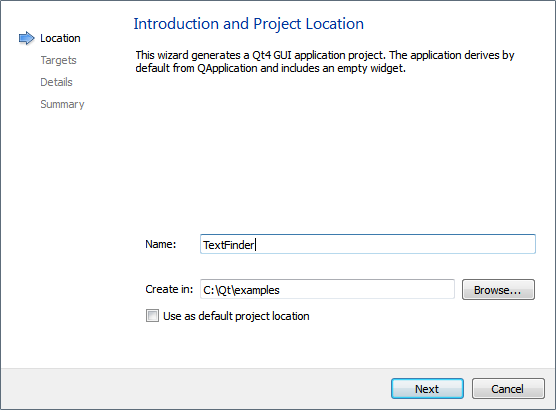 Introduction and Project Location
Location
Targets
Details
Summary
This wizard generates a Qt4 GUI application project. The application derives by
default from QApplication and includes an empty widget.
Name: TextFinder
Create in: C:\Qt\examples Browse...
Use as default project location
Next Cancel